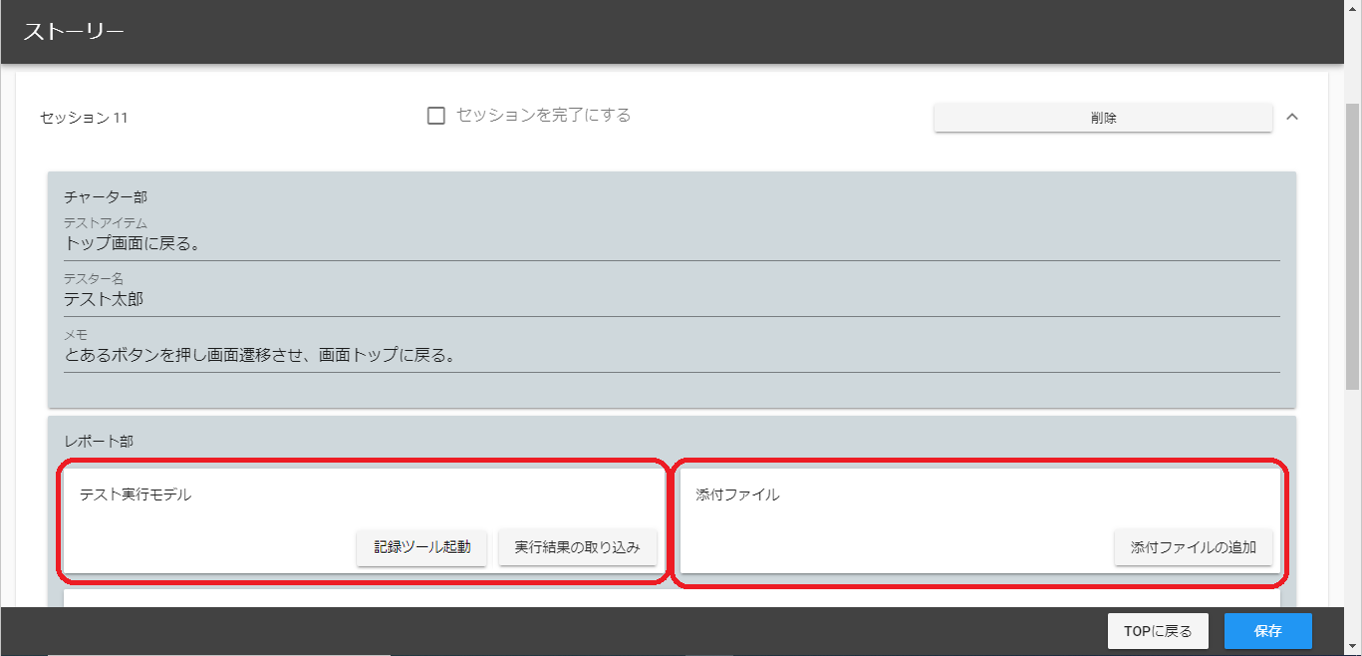 ストーリー
セッション 11
セッションを完了にする
削除
チャーター部
テストアイテム
トップ画面に戻る。
テスター名
テスト太郎
メモ
とあるボタンを押し画面遷移させ、画面トップに戻る。
レポート部
テスト実行モデル
記録ツール起動
実行結果の取り込み
添付ファイル
添付ファイルの追加
TOPに戻る
保存